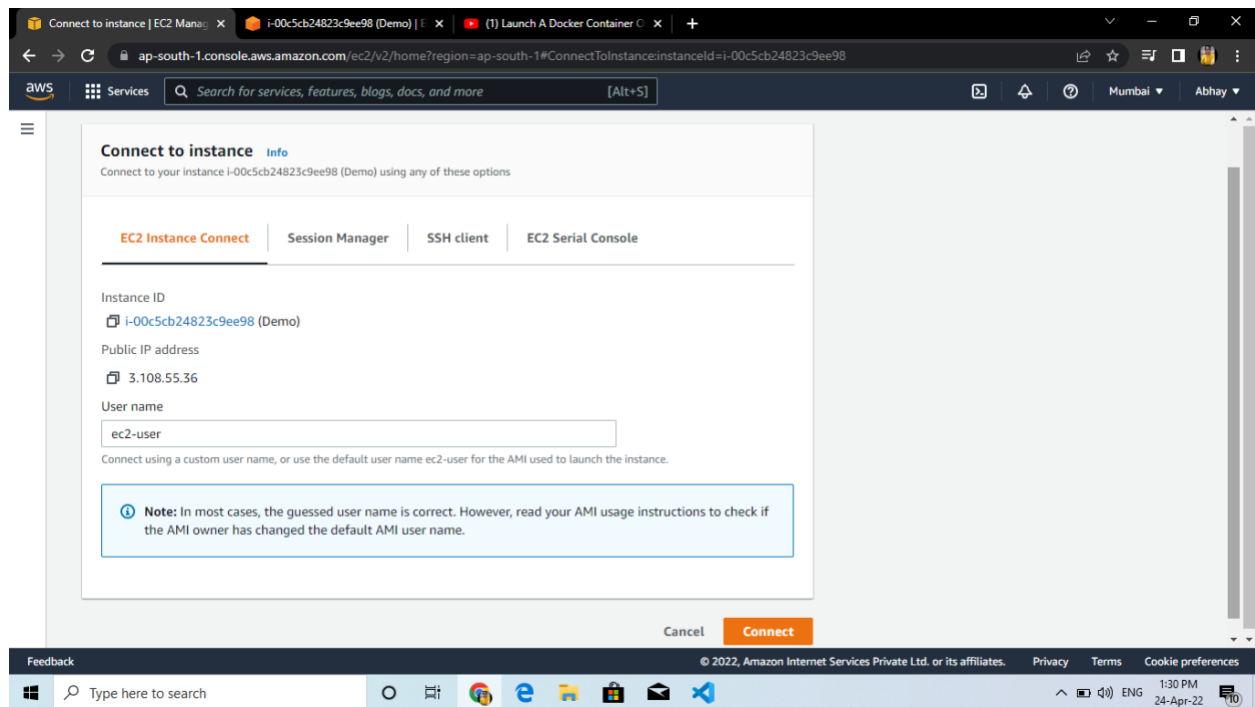 Connect to instance | EC2 Manag
i-00c5cb24823c9ee98 (Demo) | E
(1) Launch A Docker Container O
ap-south-1.console.aws.amazon.com/ec2/v2/home?region=ap-south-1#ConnectToInstance:instanceId=i-00c5cb24823c9ee98
aws Services Search for services, features, blogs, docs, and more [Alt+S] Mumbai Abhay
Connect to instance Info
Connect to your instance i-00c5cb24823c9ee98 (Demo) using any of these options
EC2 Instance Connect Session Manager SSH client EC2 Serial Console
Instance ID
i-00c5cb24823c9ee98 (Demo)
Public IP address
3.108.55.36
User name
ec2-user
Connect using a custom user name, or use the default user name ec2-user for the AMI used to launch the instance.
Note: In most cases, the guessed user name is correct. However, read your AMI usage instructions to check if
the AMI owner has changed the default AMI user name.
Cancel Connect
Feedback © 2022, Amazon Internet Services Private Ltd. or its affiliates. Privacy Terms Cookie preferences
Type here to search ENG 1:30 PM
24-Apr-22 10